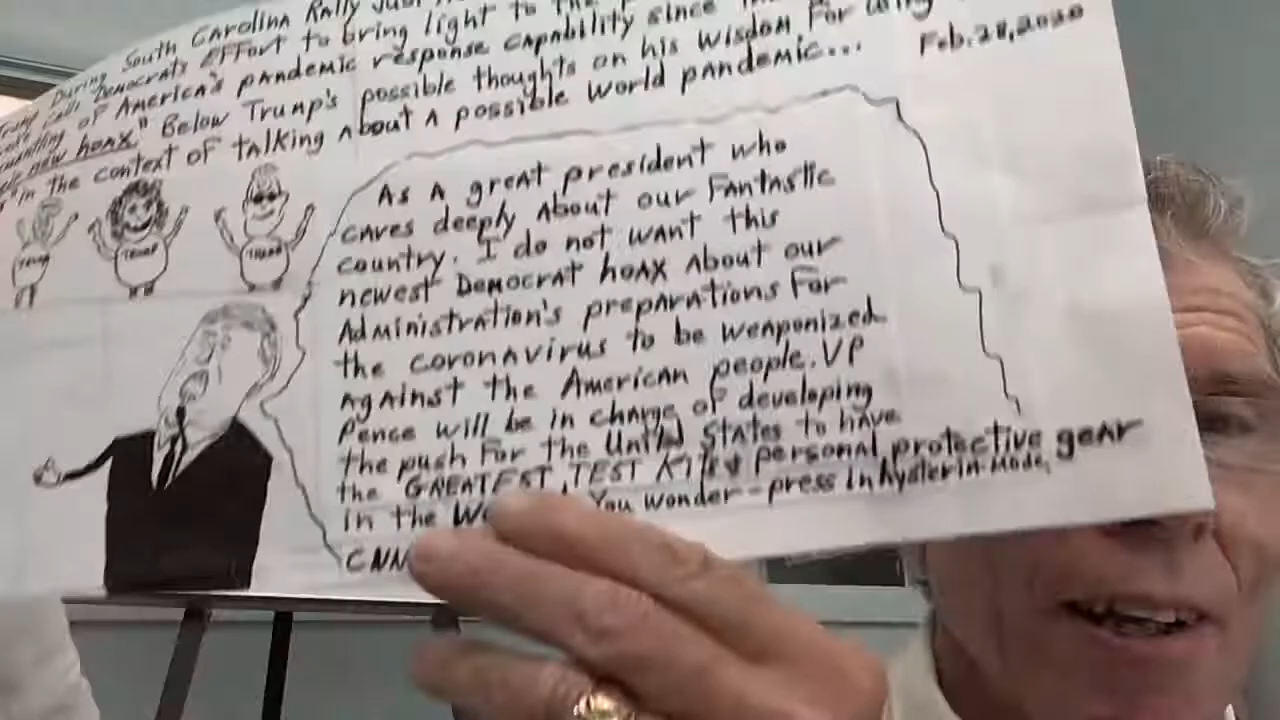 During South Carolina Rally Just
Democrats Effort to bring light to the
of America's pandemic response capability since
new hoax." Below Trump's possible thoughts on his wisdom For
in the context of talking About A possible world pandemic...
Feb. 28, 2020
As A great president who
cares deeply About our FantAstic
country. I do not want this
newest Democrat hoAx About our
AdministrAtion's prepArAtions For
the coronAvirus to be weAponized
AgAinst the AmericAn people. VP
Pence will be in chArge of developing
the push For the United States to hAve
the GREATEST TEST KITS & personAl protective geAr
in the You wonder - press in hysteriA-Mode,
CNN
TRUMP
TRUMP
TRUMP